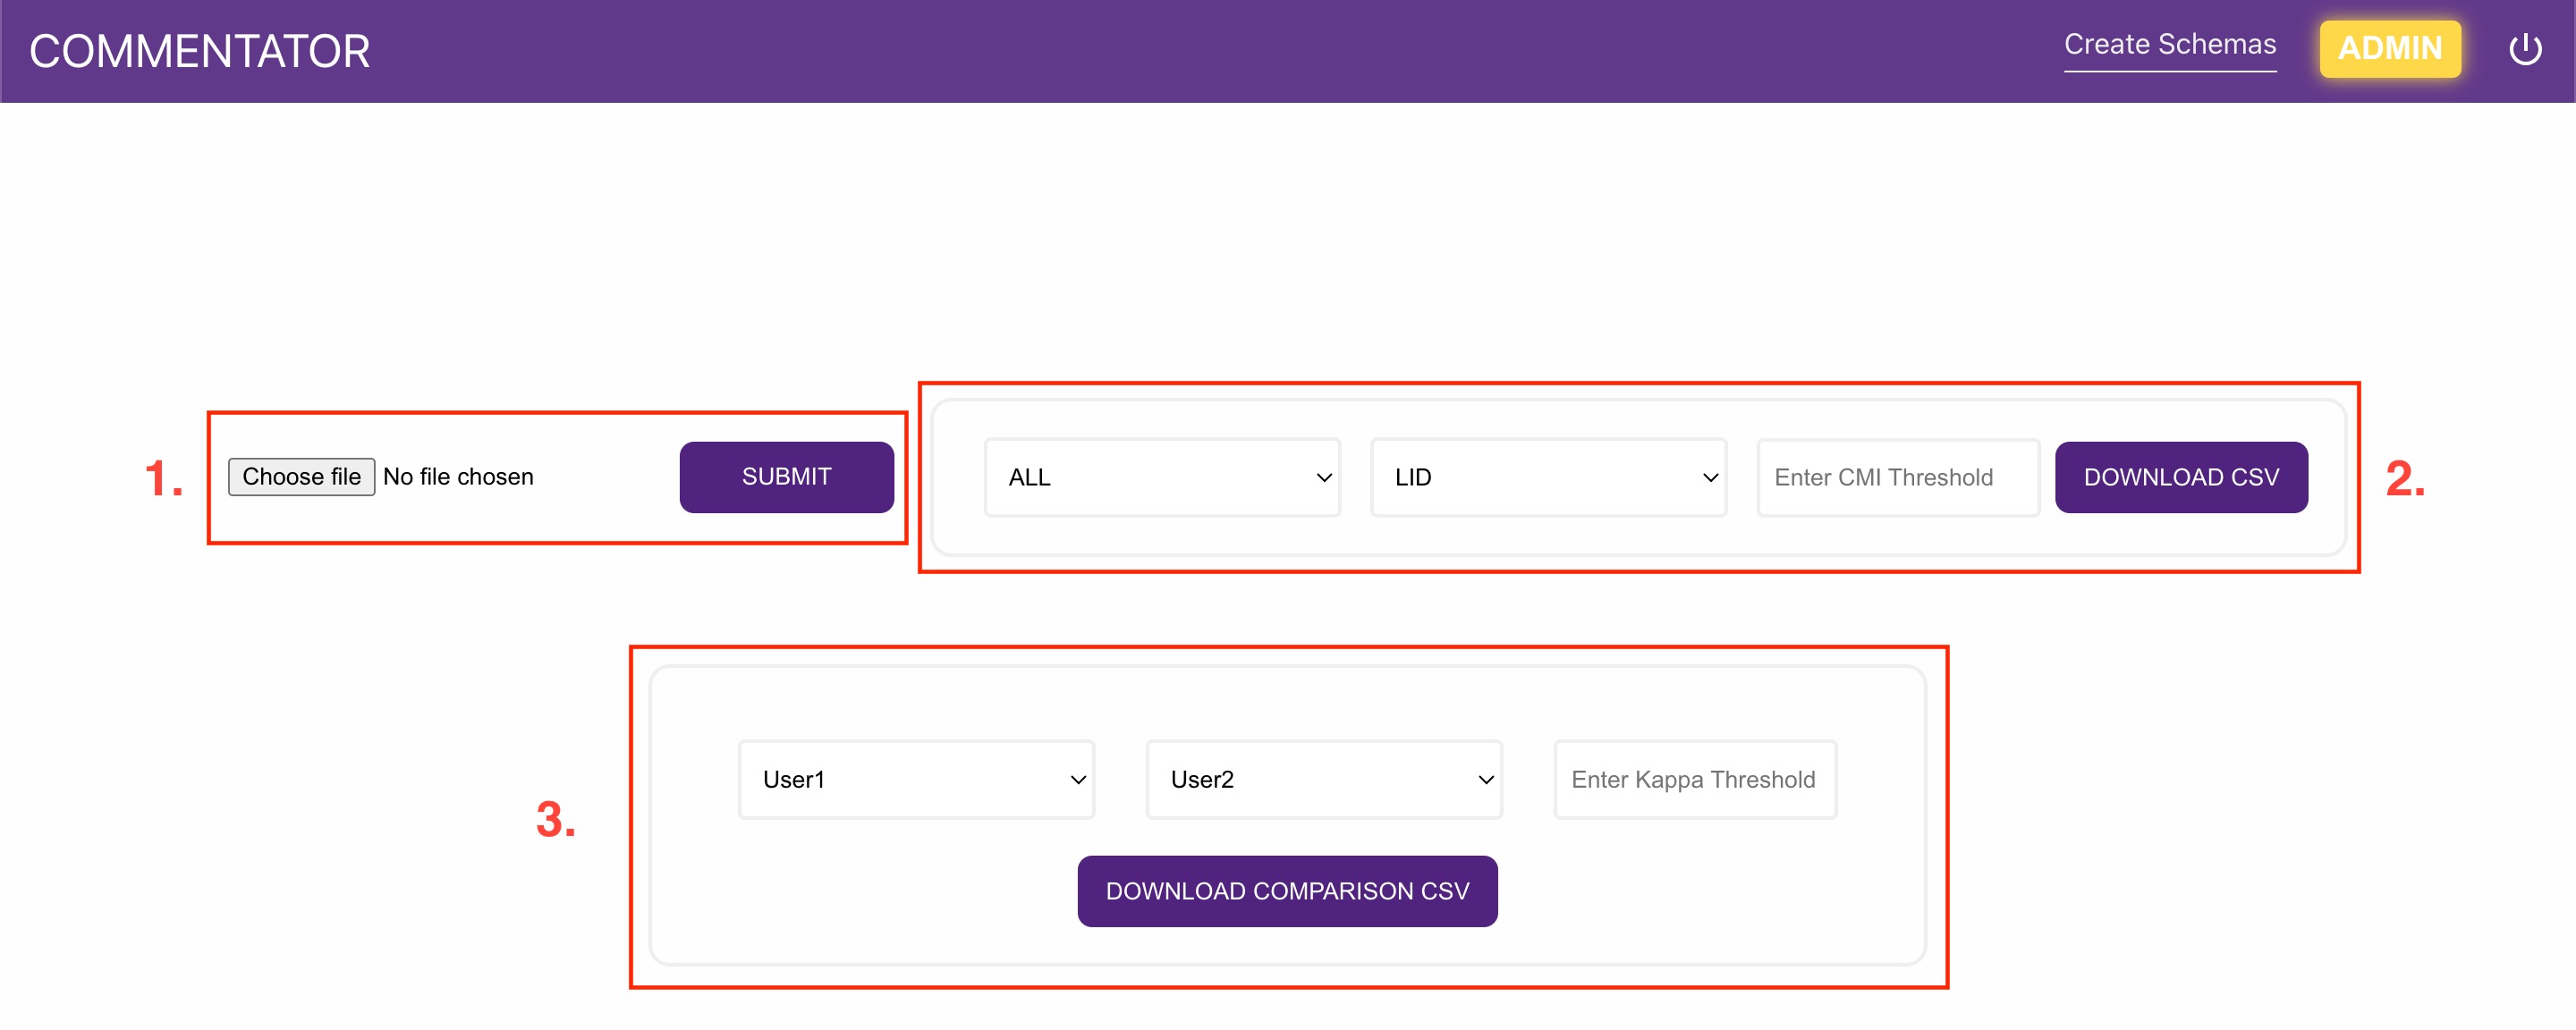 COMMENTATOR
Create Schemas
ADMIN
1.
Choose file No file chosen
SUBMIT
ALL
LID
Enter CMI Threshold
DOWNLOAD CSV
2.
3.
User1
User2
Enter Kappa Threshold
DOWNLOAD COMPARISON CSV